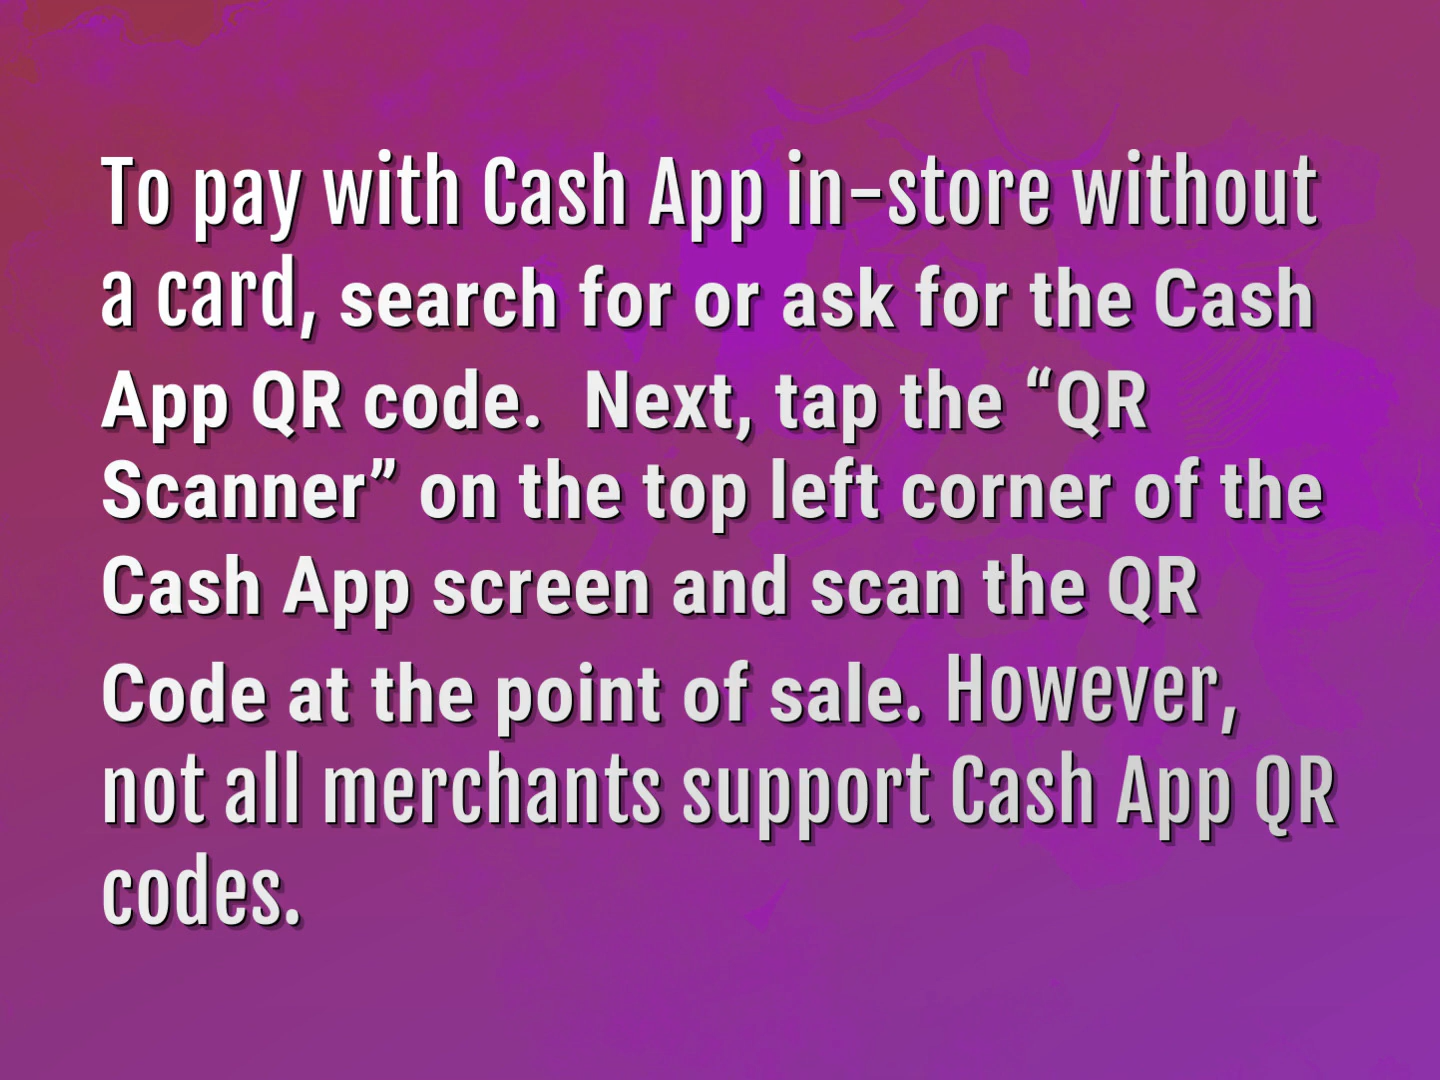 To pay with Cash App in-store without
a card, search for or ask for the Cash
App QR code.  Next, tap the “QR
Scanner” on the top left corner of the
Cash App screen and scan the QR
Code at the point of sale. However,
not all merchants support Cash App QR
codes.